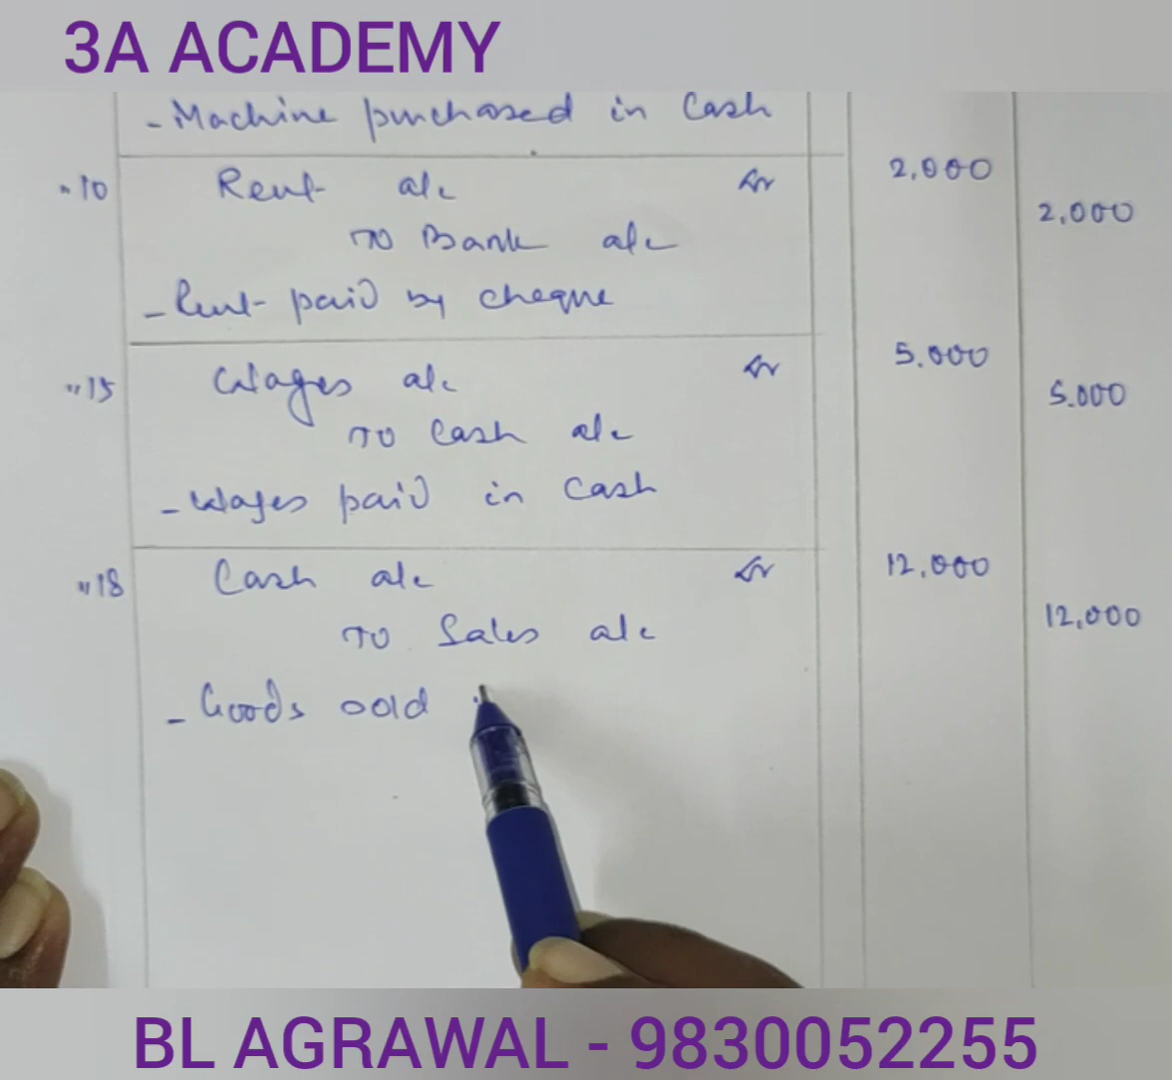 3A ACADEMY
- Machine purchased in Cash
"10 Rent a/c Dr 2,000
To Bank a/c 2,000
- Rent paid by cheque
"15 Wages a/c Dr 5.000
To Cash a/c 5.000
- Wages paid in Cash
"18 Cash a/c Dr 12,000
To Sales a/c 12,000
- Goods sold
BL AGRAWAL - 9830052255